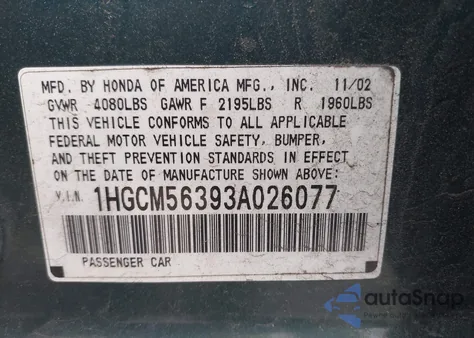 MFD. BY HONDA OF AMERICA MFG., INC. 11/02
GVWR 4080LBS GAWR F 2195LBS R 1960LBS
THIS VEHICLE CONFORMS TO ALL APPLICABLE
FEDERAL MOTOR VEHICLE SAFETY, BUMPER,
AND THEFT PREVENTION STANDARDS IN EFFECT
ON THE DATE OF MANUFACTURE SHOWN ABOVE:
V.I.N. 1HGCM56393A026077
PASSENGER CAR
autoSnap